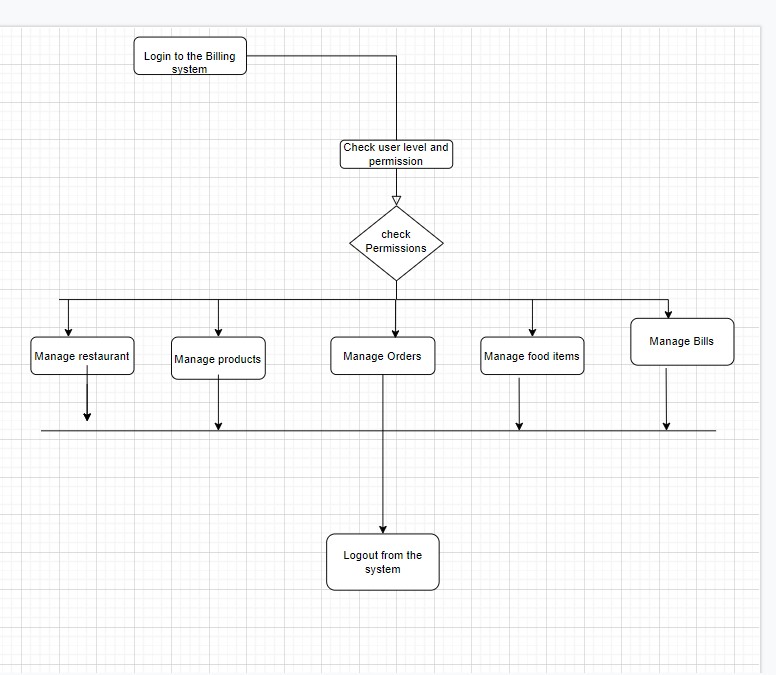 Login to the Billing
system
Check user level and
permission
check
Permissions
Manage restaurant
Manage products
Manage Orders
Manage food items
Manage Bills
Logout from the
system